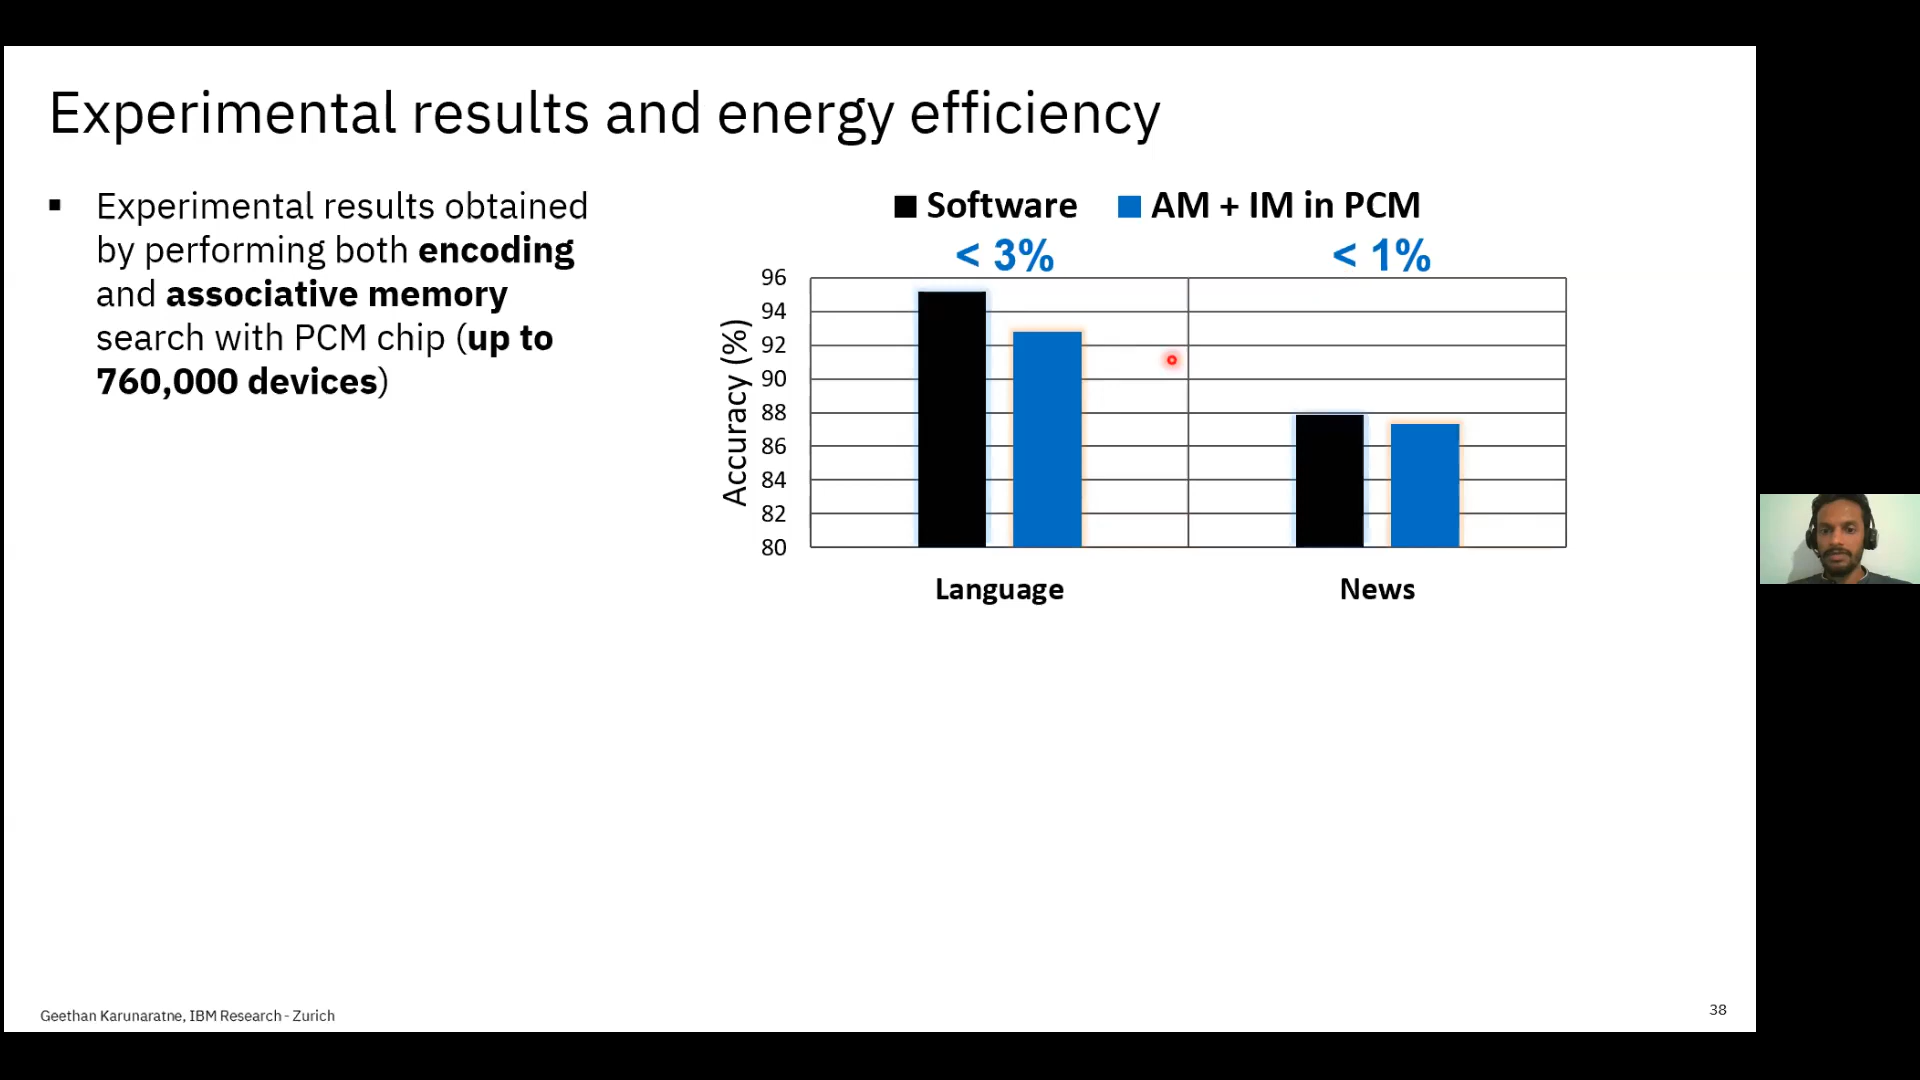 Experimental results and energy efficiency
▪ Experimental results obtained
by performing both encoding
and associative memory
search with PCM chip (up to
760,000 devices)
Software AM + IM in PCM
< 3% < 1%
Accuracy (%)
96
94
92
90
88
86
84
82
80
Language News
Geethan Karunaratne, IBM Research - Zurich
38